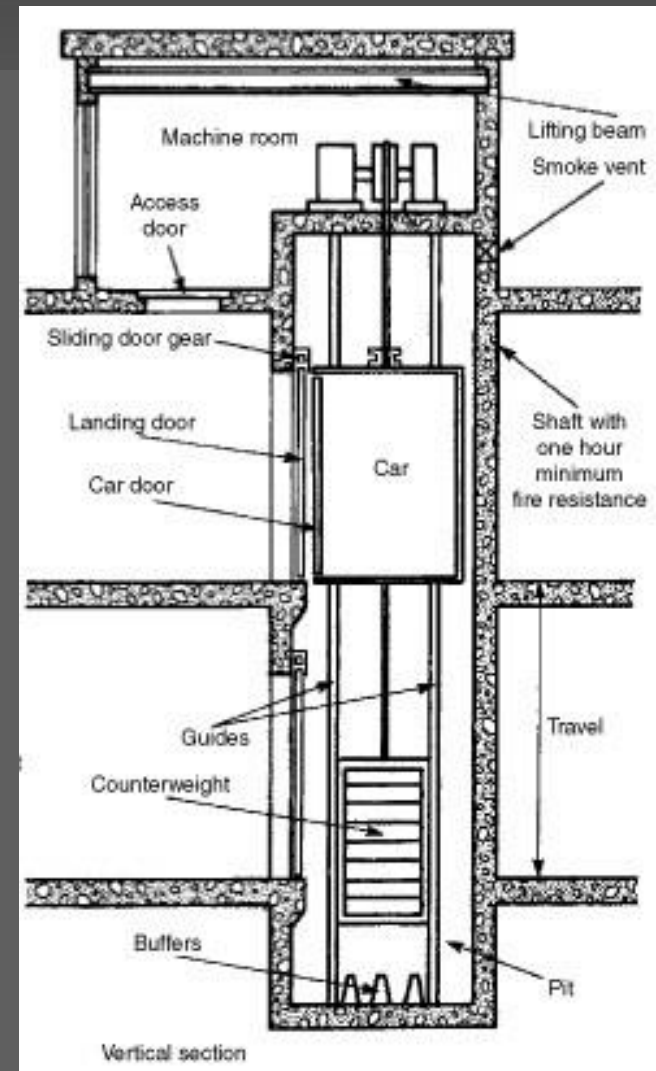 Lifting beam
Machine room
Smoke vent
Access
door
Sliding door gear
Landing door
Shaft with
one hour
minimum
fire resistance
Car
Car door
Travel
Guides
Counterweight
Buffers
Pit
Vertical section